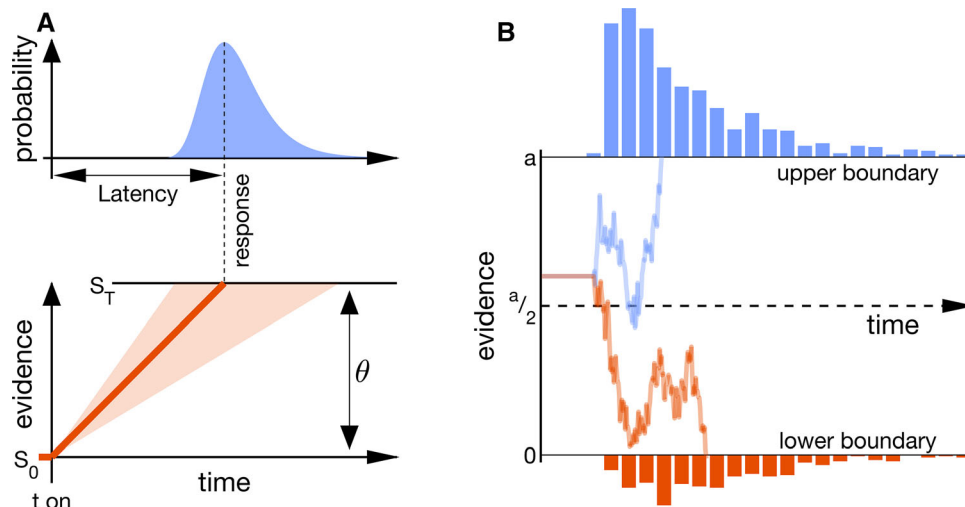 A
probability
Latency
response
S_T
evidence
θ
S_0
time
t on
B
a
upper boundary
evidence
a/2
time
lower boundary
0